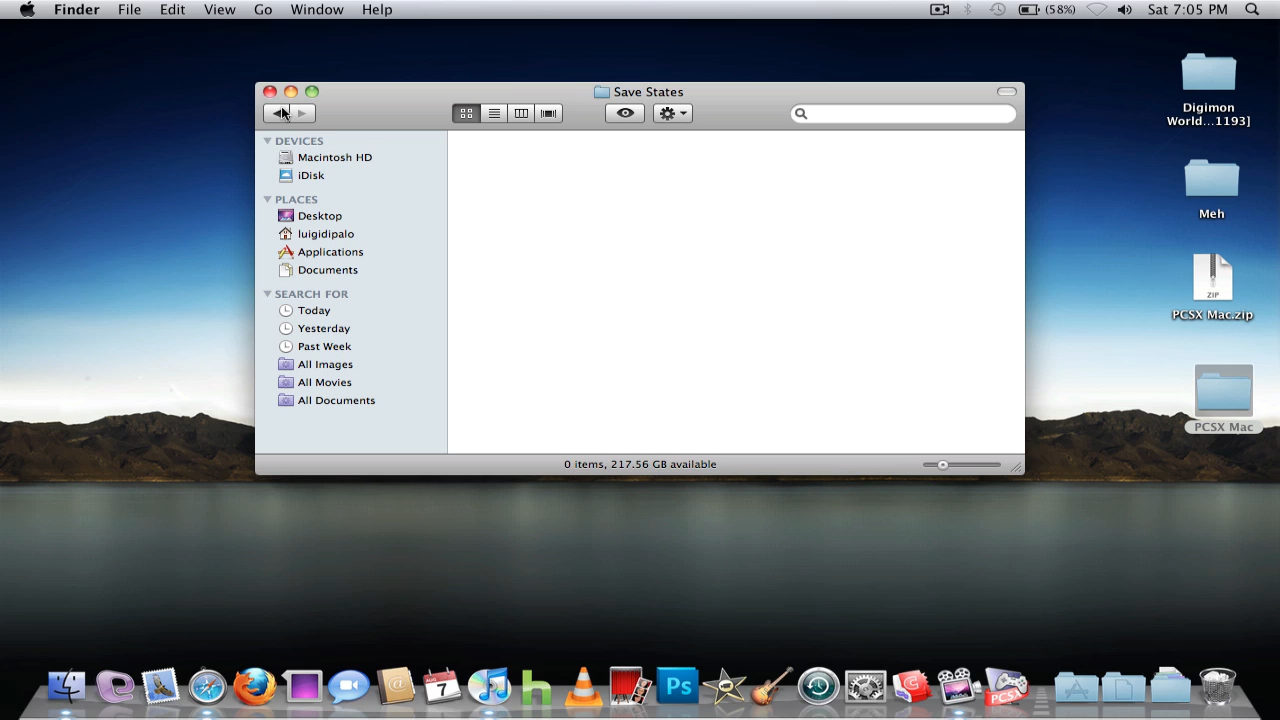 Finder File Edit View Go Window Help (58%) Sat 7:05 PM
Save States
DEVICES
Macintosh HD
iDisk
PLACES
Desktop
luigidipalo
Applications
Documents
SEARCH FOR
Today
Yesterday
Past Week
All Images
All Movies
All Documents
0 items, 217.56 GB available
Digimon
World...1193]
Meh
ZIP
PCSX Mac.zip
PCSX Mac
AUG
7
Ps
PCSX